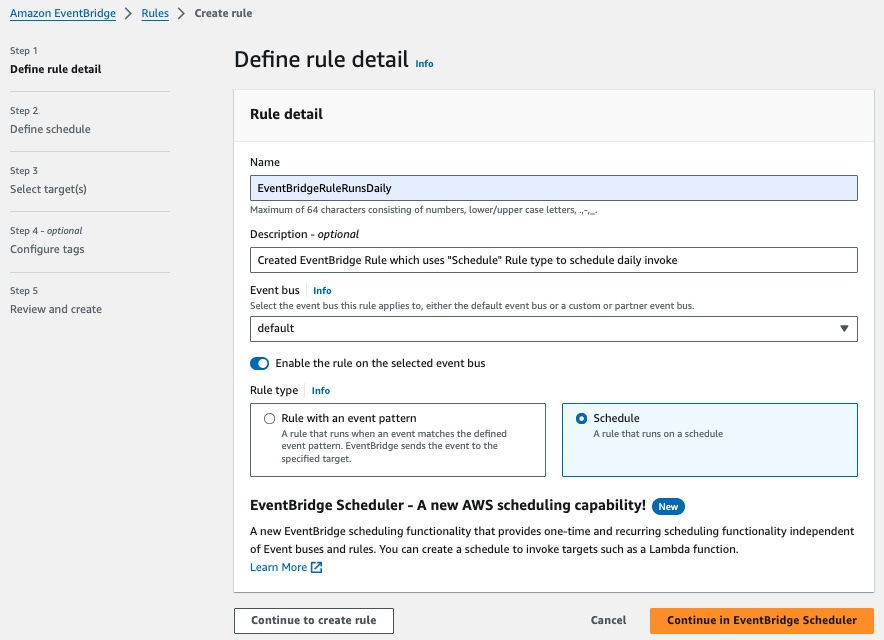 Amazon EventBridge > Rules > Create rule
Step 1
Define rule detail
Step 2
Define schedule
Step 3
Select target(s)
Step 4 - optional
Configure tags
Step 5
Review and create
Define rule detail Info
Rule detail
Name
EventBridgeRuleRunsDaily
Maximum of 64 characters consisting of numbers, lower/upper case letters, .,-,_.
Description - optional
Created EventBridge Rule which uses "Schedule" Rule type to schedule daily invoke
Event bus Info
Select the event bus this rule applies to, either the default event bus or a custom or partner event bus.
default
Enable the rule on the selected event bus
Rule type Info
Rule with an event pattern
A rule that runs when an event matches the defined
event pattern. EventBridge sends the event to the
specified target.
Schedule
A rule that runs on a schedule
EventBridge Scheduler - A new AWS scheduling capability! New
A new EventBridge scheduling functionality that provides one-time and recurring scheduling functionality independent
of Event buses and rules. You can create a schedule to invoke targets such as a Lambda function.
Learn More
Continue to create rule
Cancel
Continue in EventBridge Scheduler